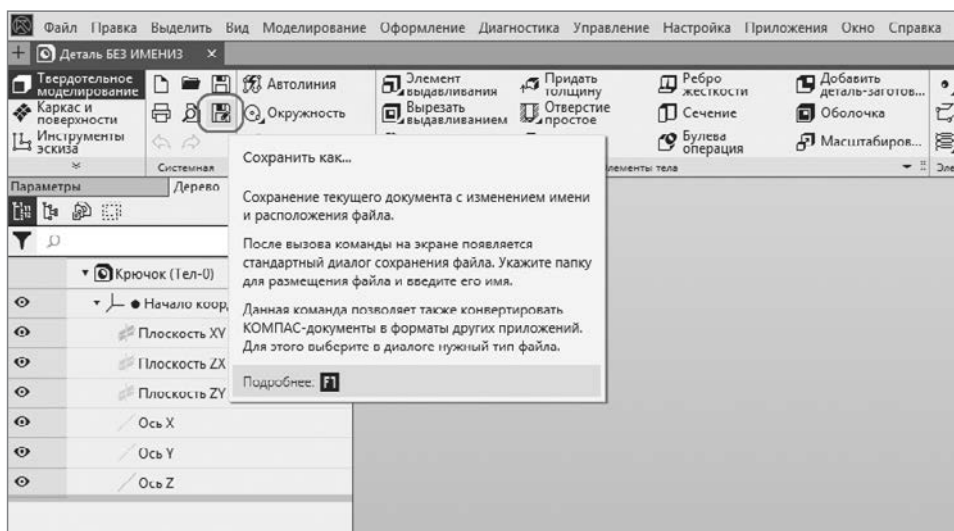 Файл Правка Выделить Вид Моделирование Оформление Диагностика Управление Настройка Приложения Окно Справка
Деталь БЕЗ ИМЕНИ3
Твердотельное
моделирование
Автолиния
Элемент
выдавливания
Придать
толщину
Ребро
жесткости
Добавить
деталь-заготов...
Каркас и
поверхности
Окружность
Вырезать
выдавливанием
Отверстие
простое
Сечение
Оболочка
Инструменты
эскиза
Булева
операция
Масштабиров...
Системная
лементы тела
Эле
Параметры
Дерево
Сохранить как...
Сохранение текущего документа с изменением имени
и расположения файла.
После вызова команды на экране появляется
стандартный диалог сохранения файла. Укажите папку
для размещения файла и введите его имя.
Данная команда позволяет также конвертировать
КОМПАС-документы в форматы других приложений.
Для этого выберите в диалоге нужный тип файла.
Подробнее: F1
Крючок (Тел-0)
Начало коор
Плоскость XY
Плоскость ZX
Плоскость ZY
Ось X
Ось Y
Ось Z